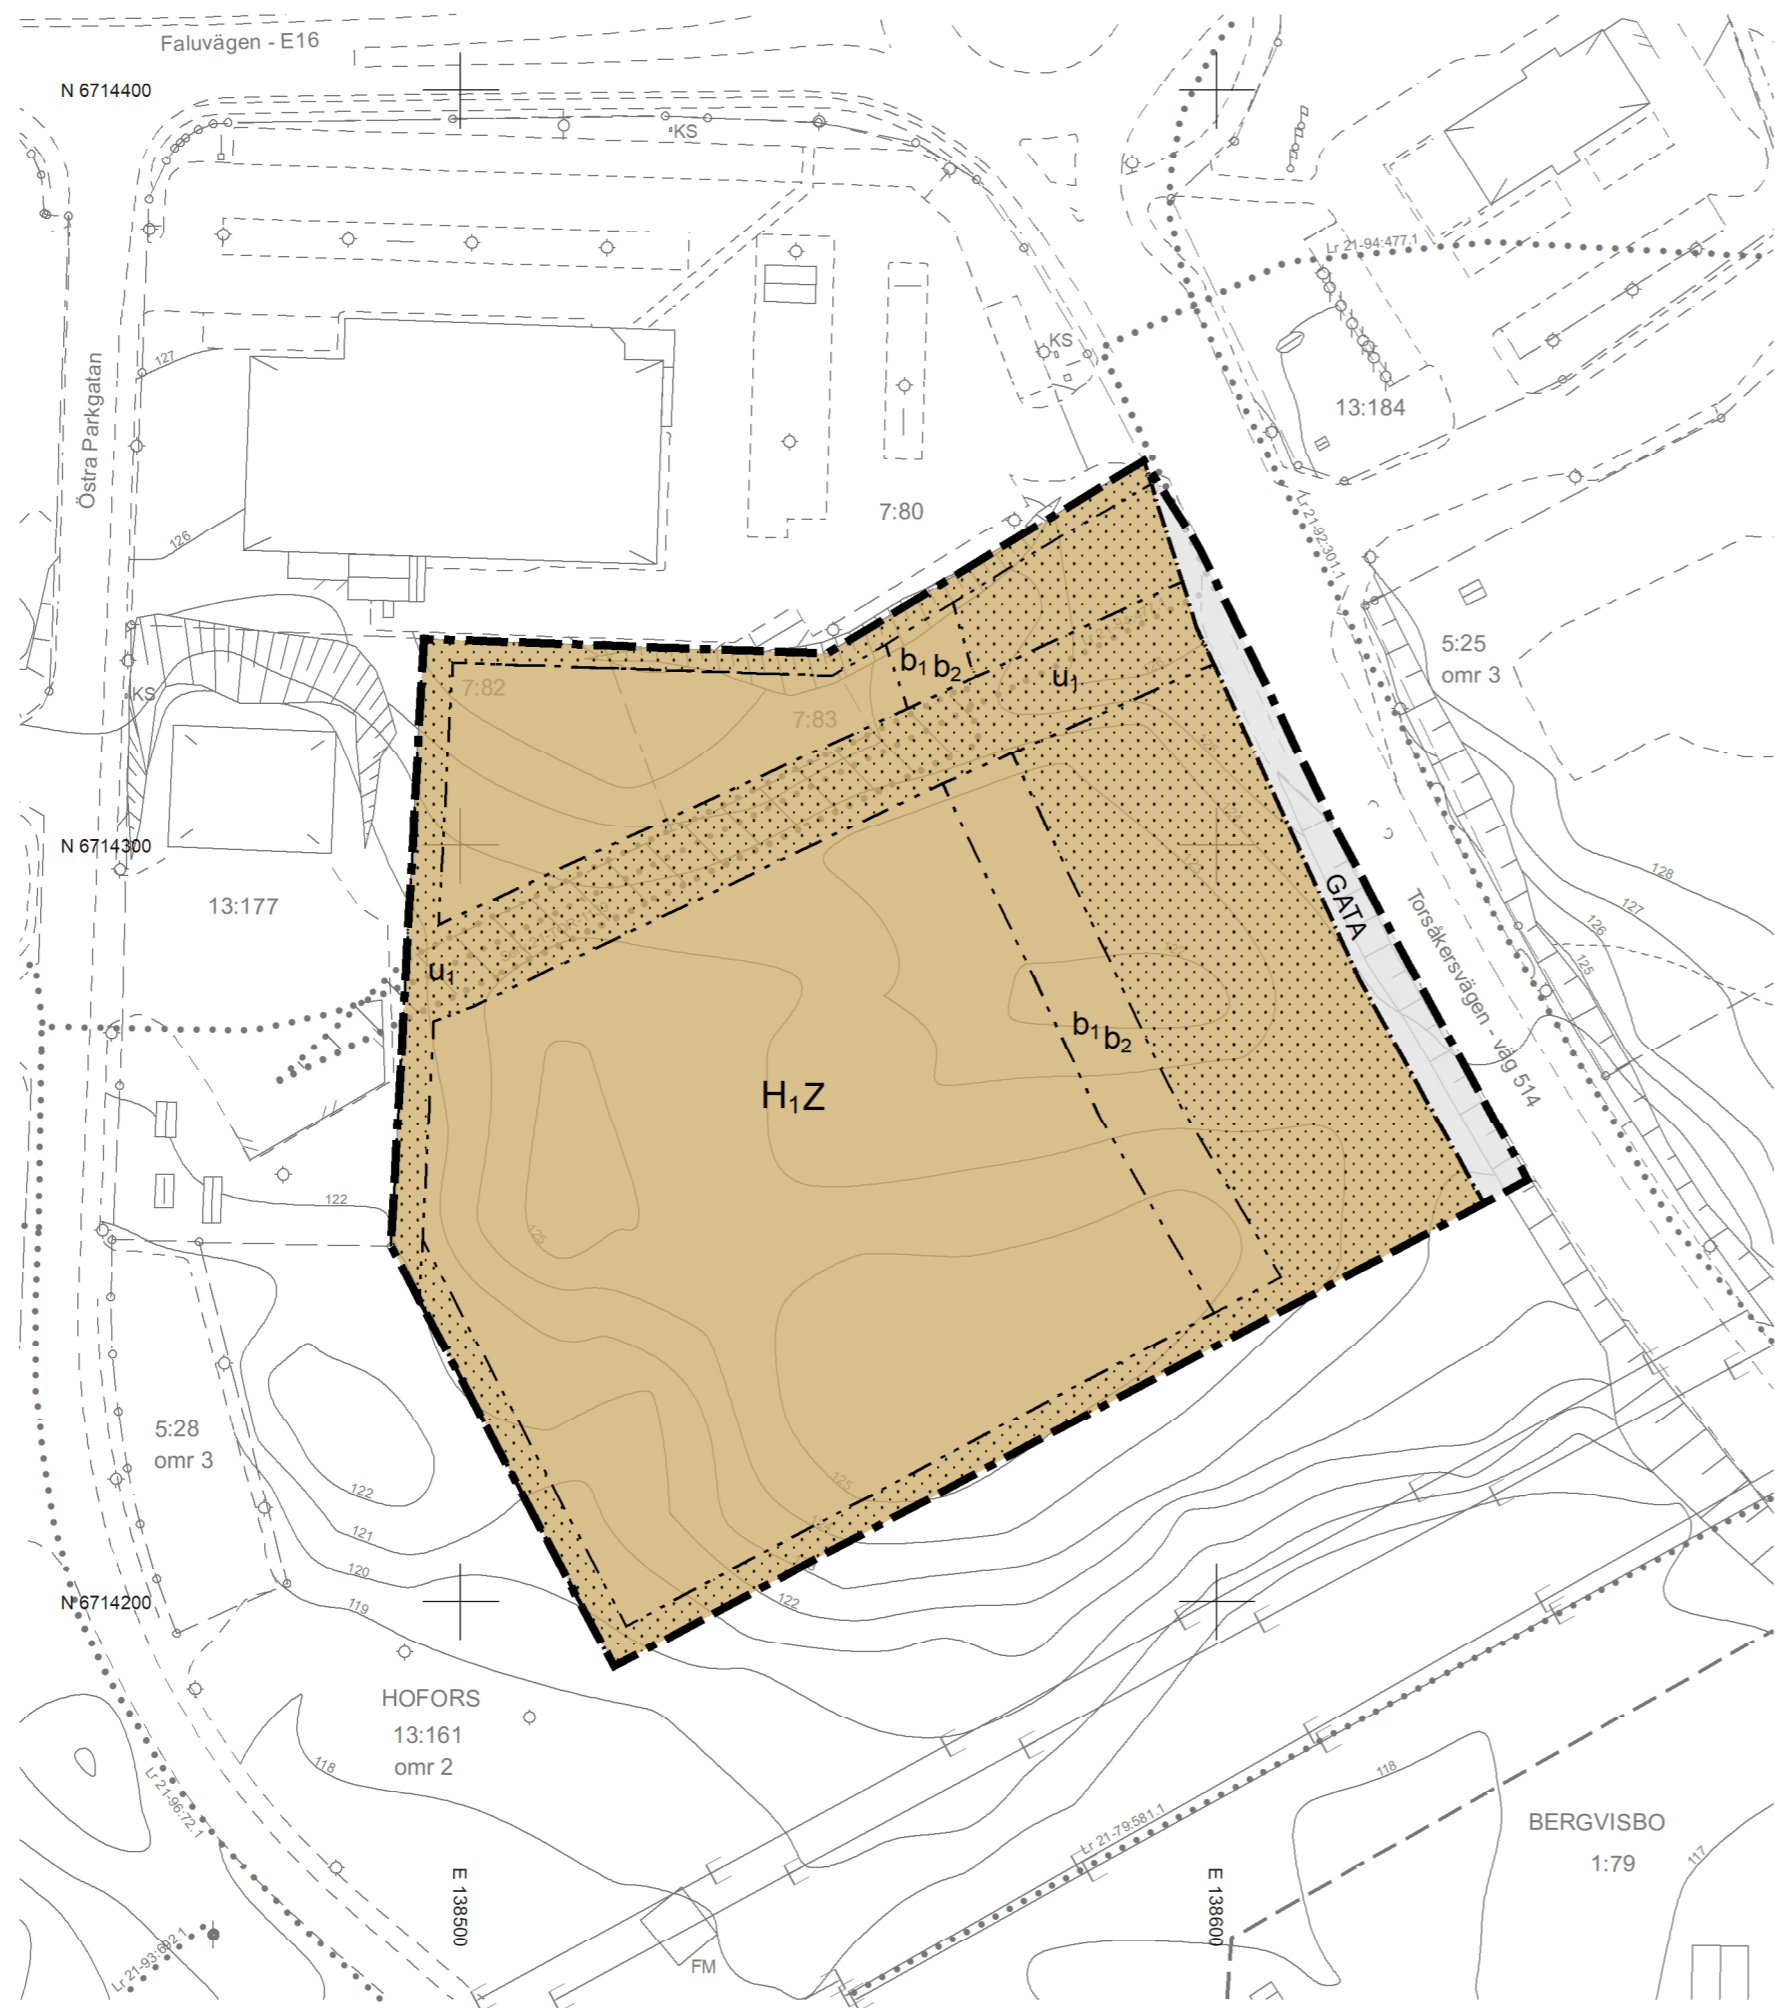 Faluvägen - E16
N 6714400
KS
Lr 21-94:477.1
KS
127
Östra Parkgatan
13:184
7:80
126
Lr 21-92:301.1
5:25
omr 3
b₁ b₂
u₁
7:82
KS
7:83
N 6714300
128
GATA
13:177
127
126
125
Torsåkersvägen - väg 514
u₁
b₁ b₂
H₁Z
122
125
5:28
omr 3
122
125
121
120
122
N 6714200
119
HOFORS
13:161
omr 2
118
118
Lr 21-96:72.1
Lr 21-79:581.1
BERGVISBO
1:79
117
E 138500
E 138600
Lr 21-93:692.1
FM